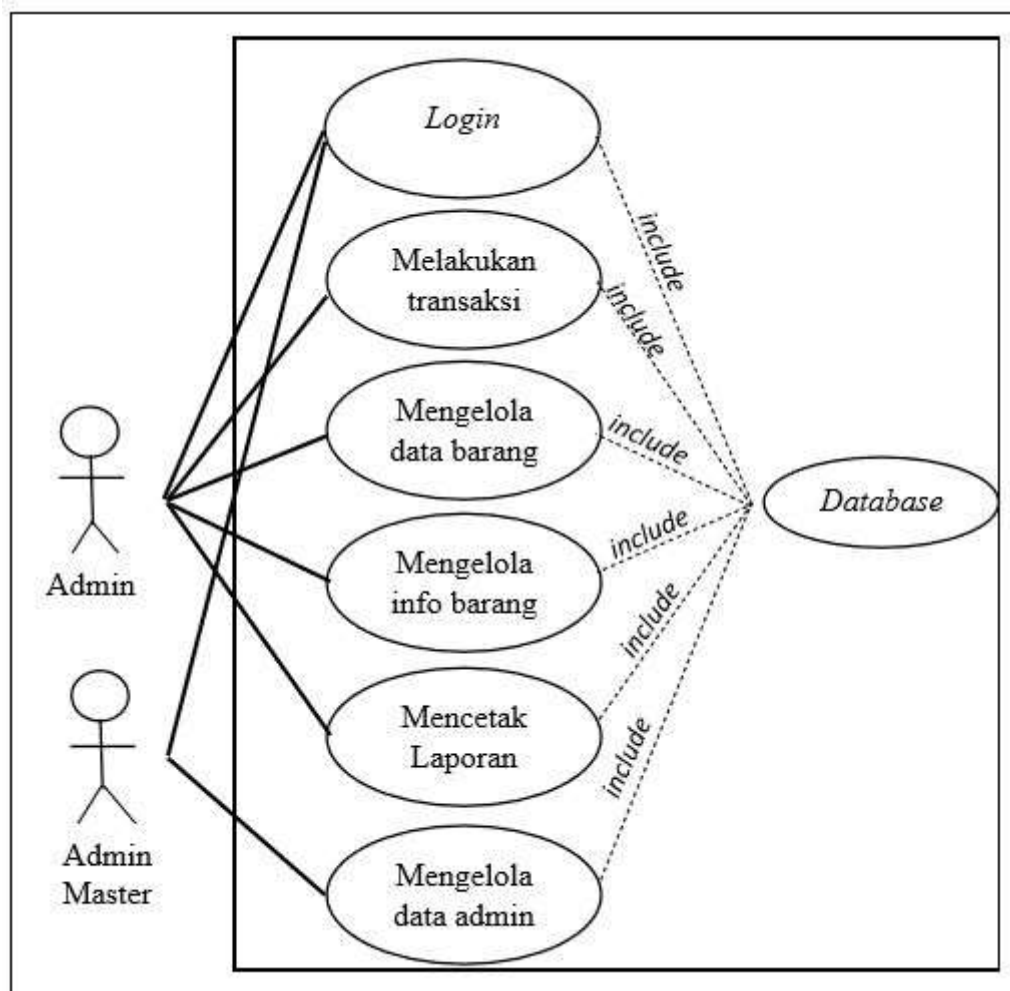 Login
Melakukan
transaksi
Mengelola
data barang
Mengelola
info barang
Mencetak
Laporan
Mengelola
data admin
include
include
include
include
include
include
Database
Admin
Admin
Master